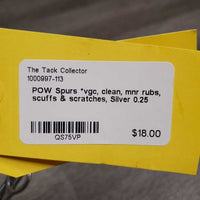 The Tack Collector
1000997-113
POW Spurs *vgc, clean, mnr rubs,
scuffs & scratches, Silver 0.25
QS75VP
$18.00